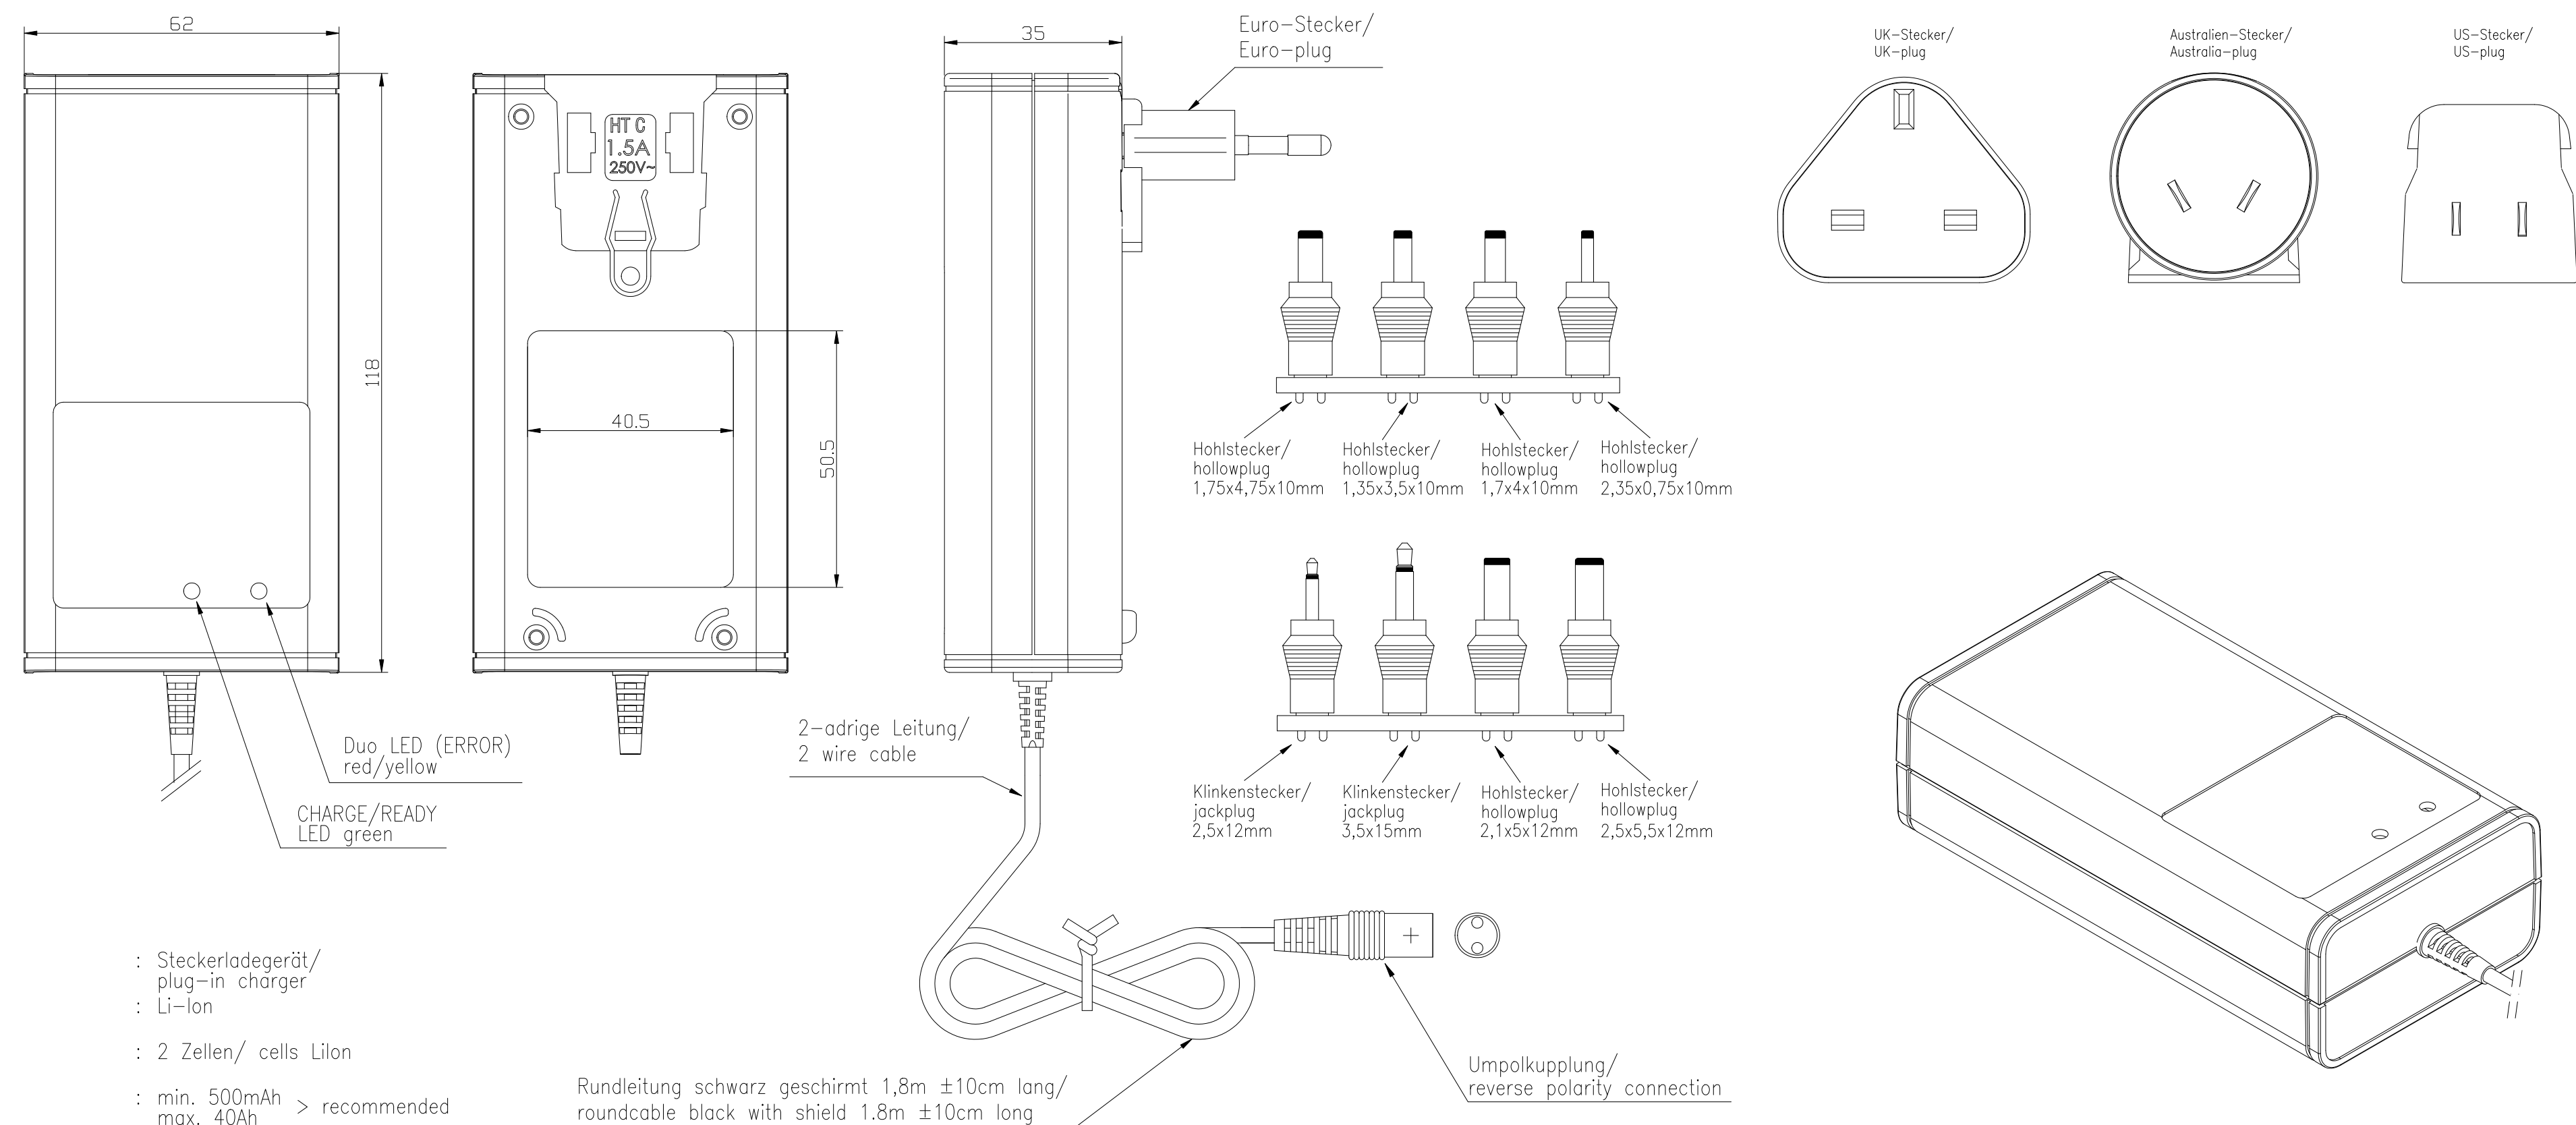 62
118
Duo LED (ERROR)
red/yellow
CHARGE/READY
LED green
HT C
1.5A
250V~
40.5
50.5
35
Euro-Stecker/
Euro-plug
UK-Stecker/
UK-plug
Australien-Stecker/
Australia-plug
US-Stecker/
US-plug
Hohlstecker/
hollowplug
1,75x4,75x10mm
Hohlstecker/
hollowplug
1,35x3,5x10mm
Hohlstecker/
hollowplug
1,7x4x10mm
Hohlstecker/
hollowplug
2,35x0,75x10mm
Klinkenstecker/
jackplug
2,5x12mm
Klinkenstecker/
jackplug
3,5x15mm
Hohlstecker/
hollowplug
2,1x5x12mm
Hohlstecker/
hollowplug
2,5x5,5x12mm
2-adrige Leitung/
2 wire cable
+
Umpolkupplung/
reverse polarity connection
Rundleitung schwarz geschirmt 1,8m ±10cm lang/
roundcable black with shield 1.8m ±10cm long
: Steckerladegerät/
plug-in charger
: Li-Ion
: 2 Zellen/ cells LiIon
: min. 500mAh
max. 40Ah > recommended